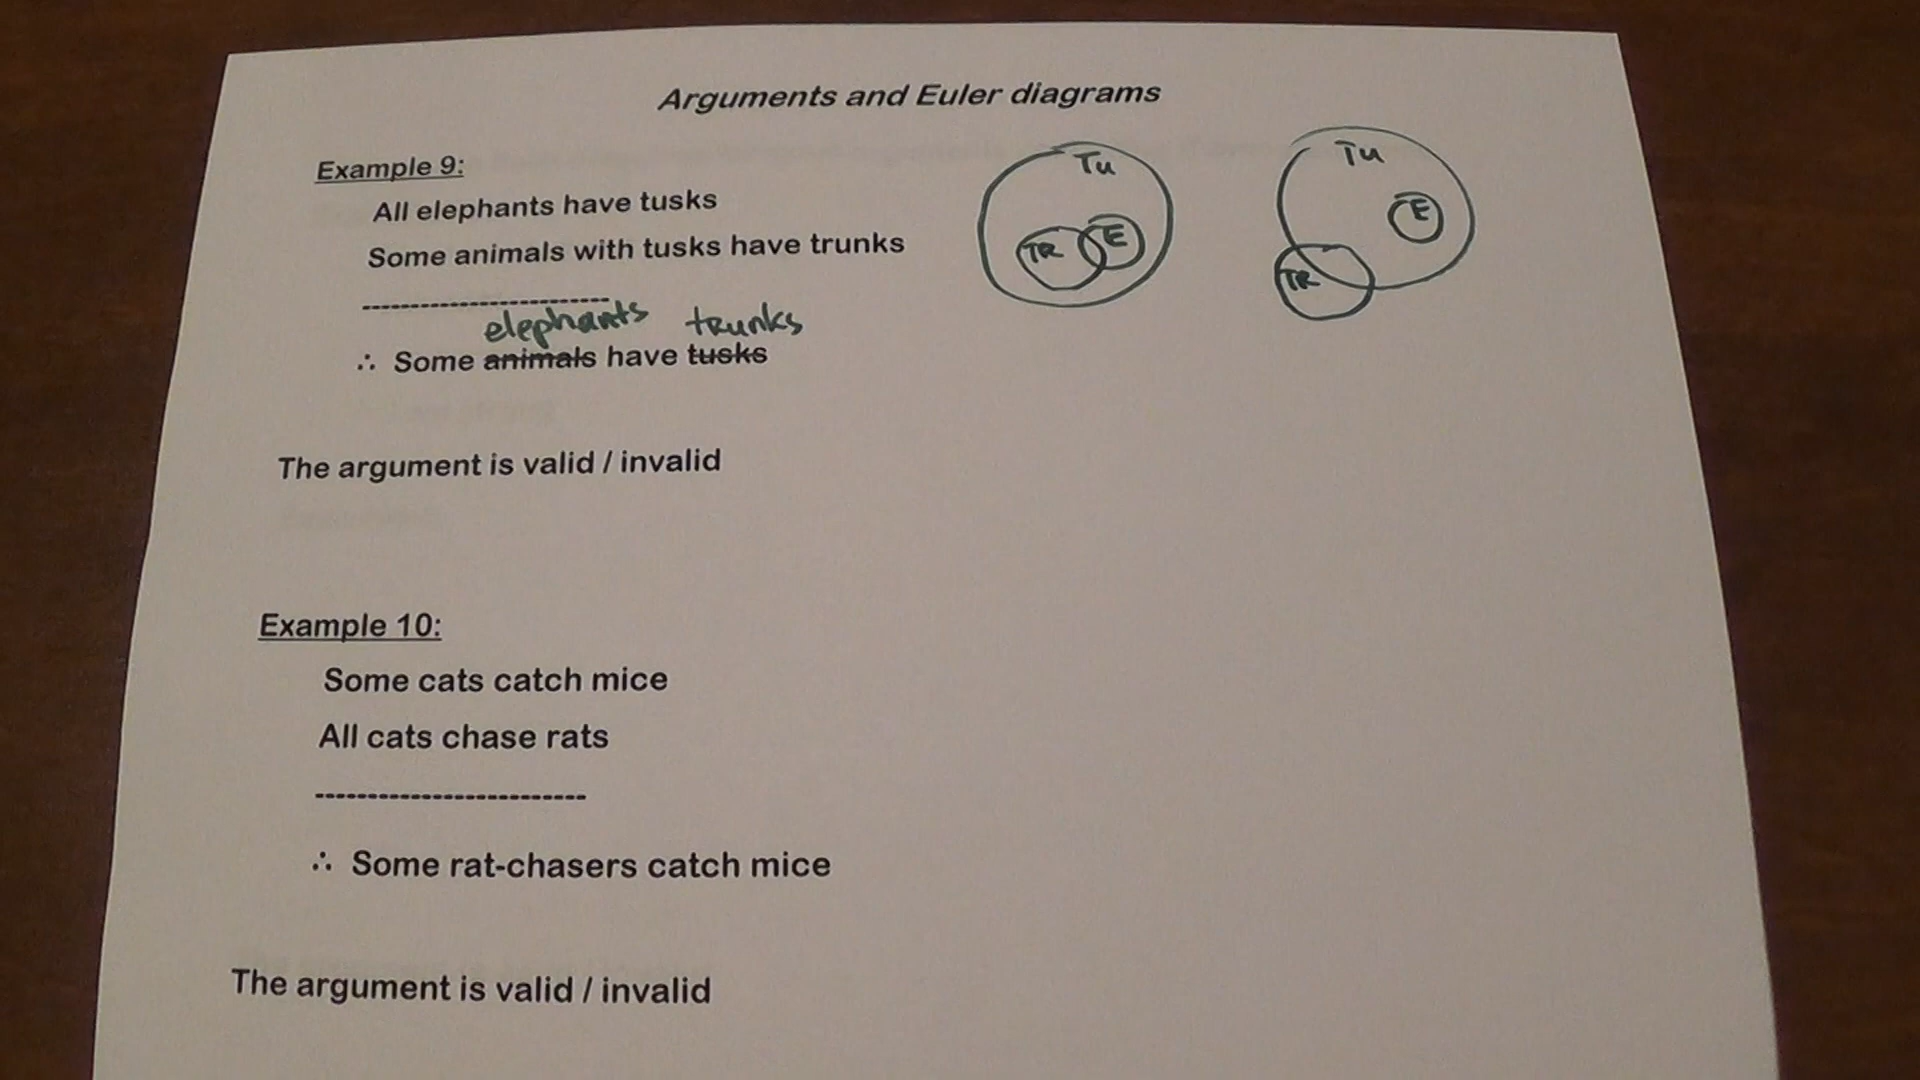 Arguments and Euler diagrams
Example 9:
All elephants have tusks
Some animals with tusks have trunks
-------------------------
elephants trunks
∴ Some animals have tusks
Tu
TR E
Tu
E
TR
The argument is valid / invalid
Example 10:
Some cats catch mice
All cats chase rats
--------------------------
∴ Some rat-chasers catch mice
The argument is valid / invalid